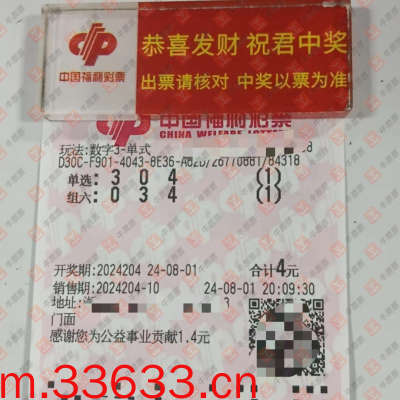 中国福利彩票
恭喜发财 祝君中奖
出票请核对 中奖以票为准
中国福利彩票
CHINA WELFARE LOTTERY
玩法:数字3-单式
D30C-F901-4043-8E36-
单选: 3 0 4 (1)
组六: 0 3 4 (1)
开奖期:2024204 24-08-01 合计4元
销售期:2024204-10 24-08-01 20:09:30
地址:
门面
感谢您为公益事业贡献1.4元
m.33633.cn